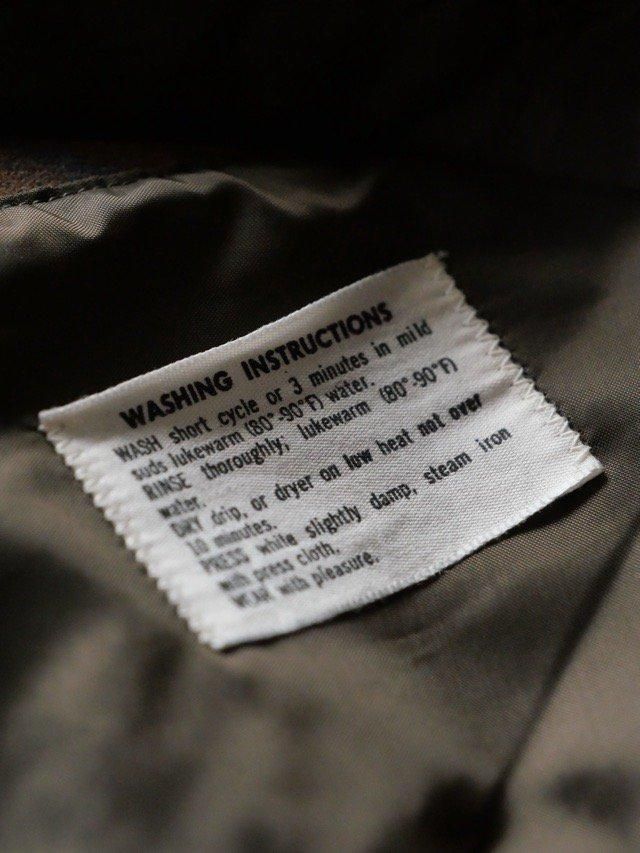 WASHING INSTRUCTIONS
WASH short cycle or 3 minutes in mild
suds lukewarm (80°-90°F) water.
RINSE thoroughly; lukewarm (80°-90°F)
water.
DRY drip, or dryer on low heat not over
10 minutes.
PRESS while slightly damp, steam iron
with press cloth.
WEAR with pleasure.